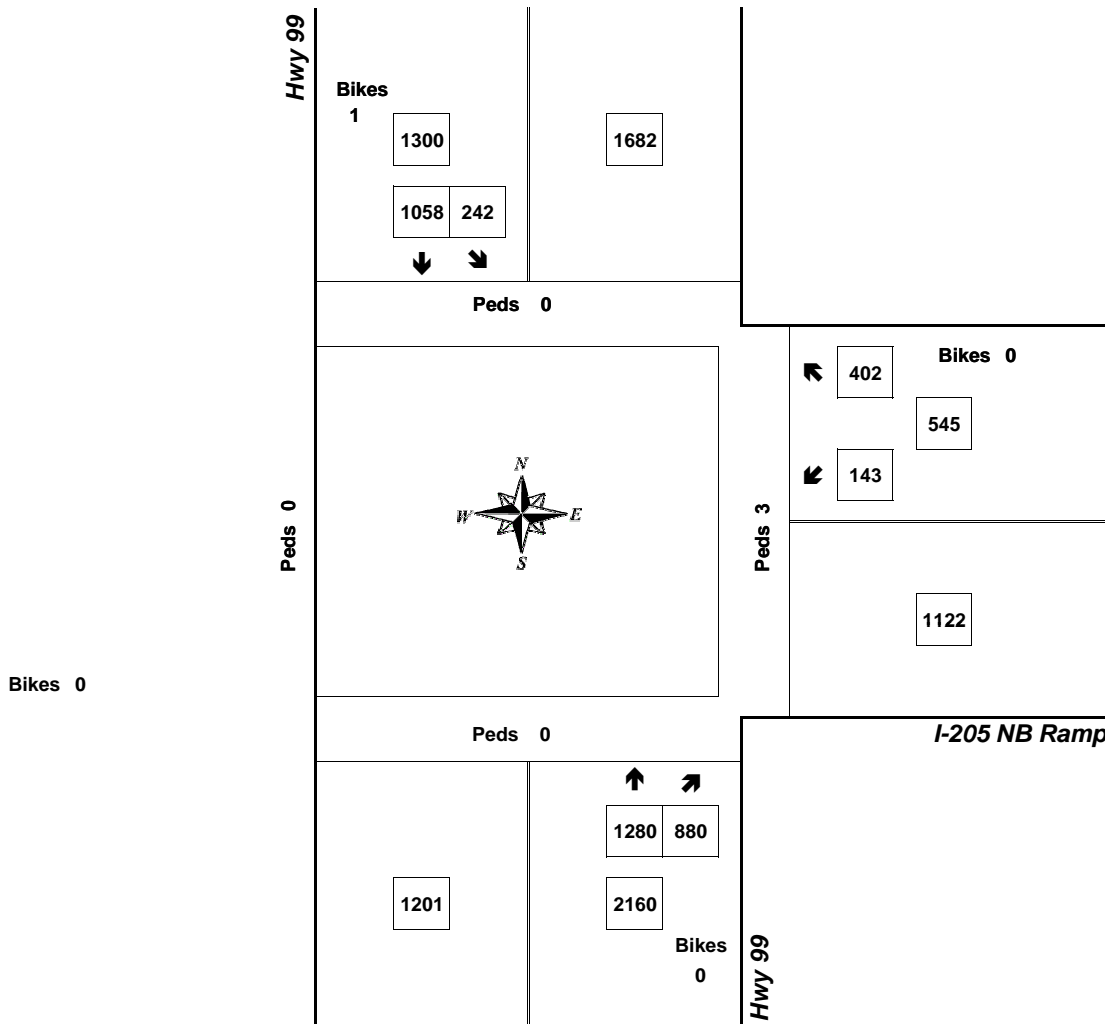 Hwy 99
Bikes
1
1300
1682
1058 242
Peds 0
Bikes 0
402
545
143
N
W E
S
Peds 0
Peds 3
1122
Bikes 0
Peds 0
I-205 NB Ramp
1280 880
1201
2160
Bikes
0
Hwy 99